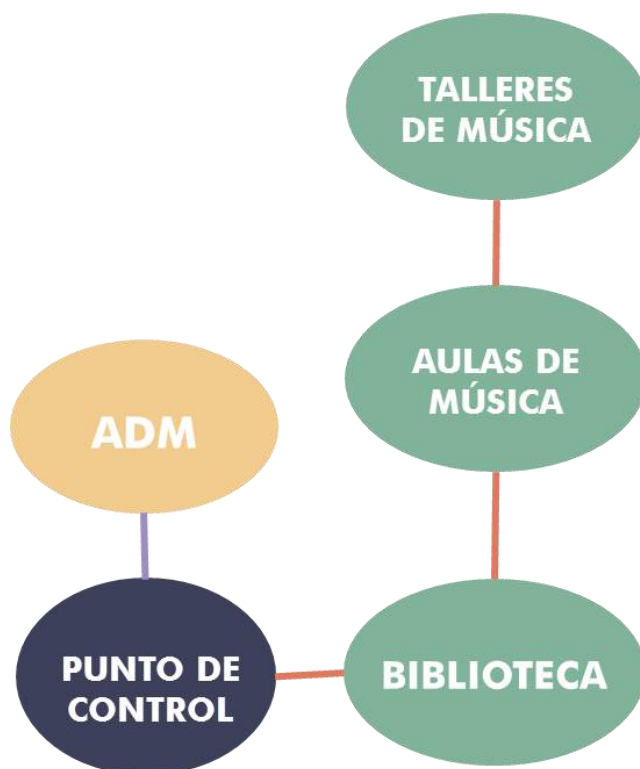 TALLERES
DE MÚSICA
AULAS DE
MÚSICA
ADM
PUNTO DE
CONTROL
BIBLIOTECA